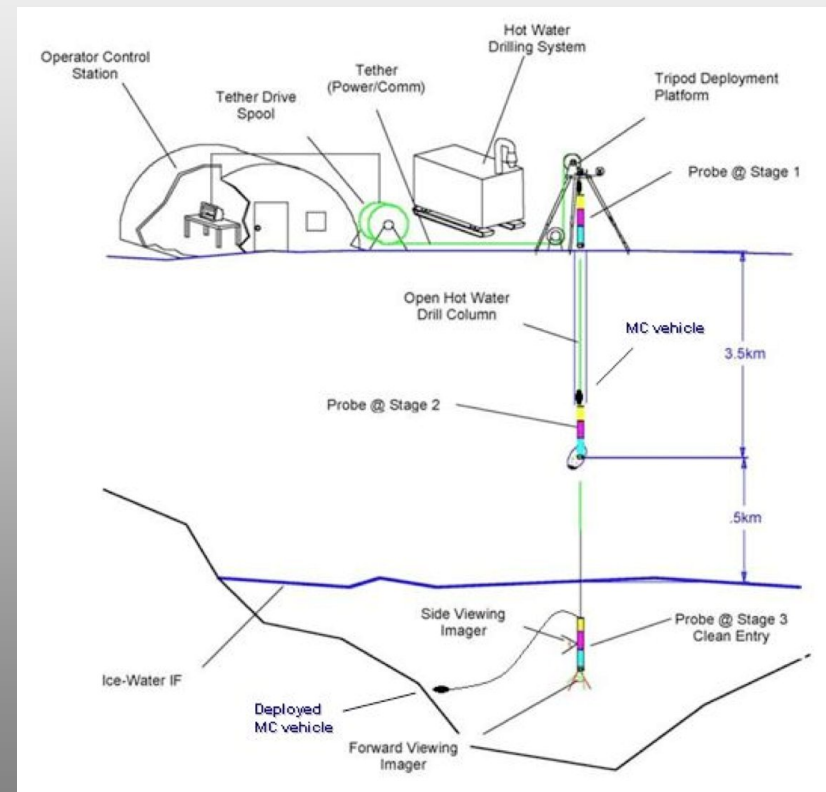 Hot Water
Drilling System
Operator Control
Station
Tether
(Power/Comm)
Tripod Deployment
Platform
Tether Drive
Spool
Probe @ Stage 1
Open Hot Water
Drill Column
MC vehicle
3.5km
Probe @ Stage 2
.5km
Side Viewing
Imager
Probe @ Stage 3
Clean Entry
Ice-Water IF
Deployed
MC vehicle
Forward Viewing
Imager